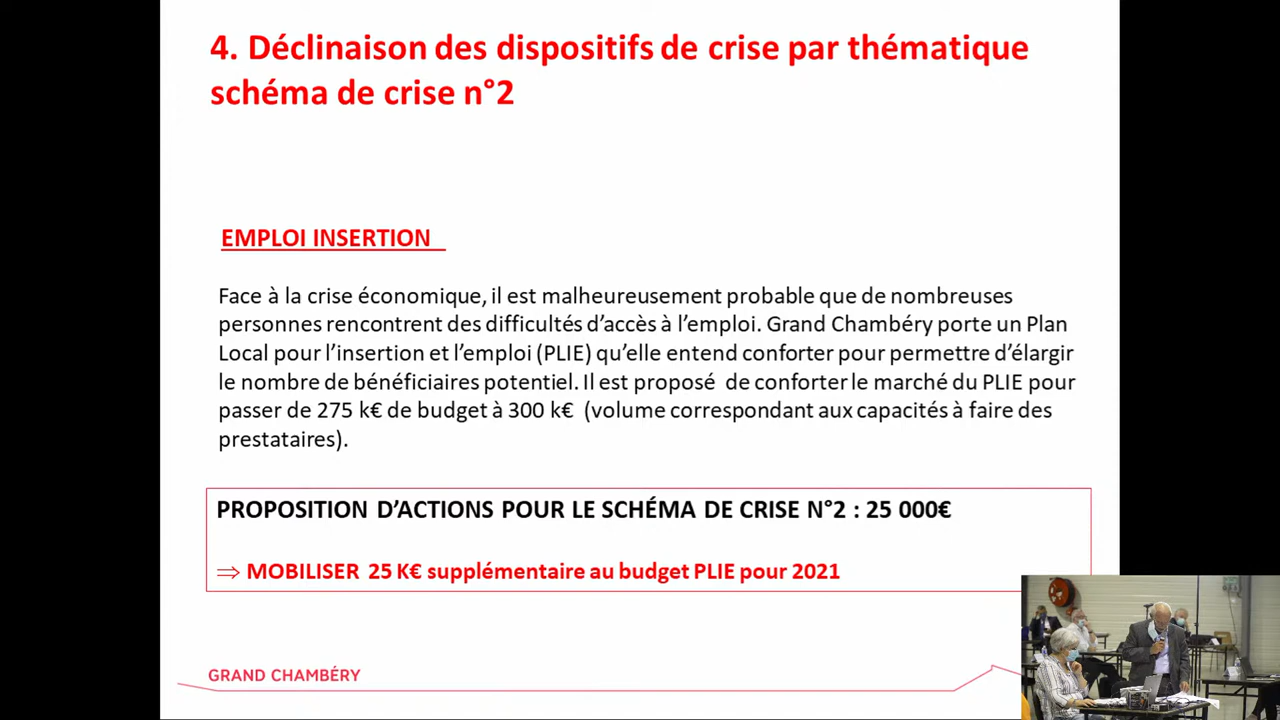 4. Déclinaison des dispositifs de crise par thématique
schéma de crise n°2
EMPLOI INSERTION
Face à la crise économique, il est malheureusement probable que de nombreuses
personnes rencontrent des difficultés d’accès à l’emploi. Grand Chambéry porte un Plan
Local pour l’insertion et l’emploi (PLIE) qu’elle entend conforter pour permettre d’élargir
le nombre de bénéficiaires potentiel. Il est proposé de conforter le marché du PLIE pour
passer de 275 k€ de budget à 300 k€ (volume correspondant aux capacités à faire des
prestataires).
PROPOSITION D’ACTIONS POUR LE SCHÉMA DE CRISE N°2 : 25 000€
⇒ MOBILISER 25 K€ supplémentaire au budget PLIE pour 2021
GRAND CHAMBÉRY